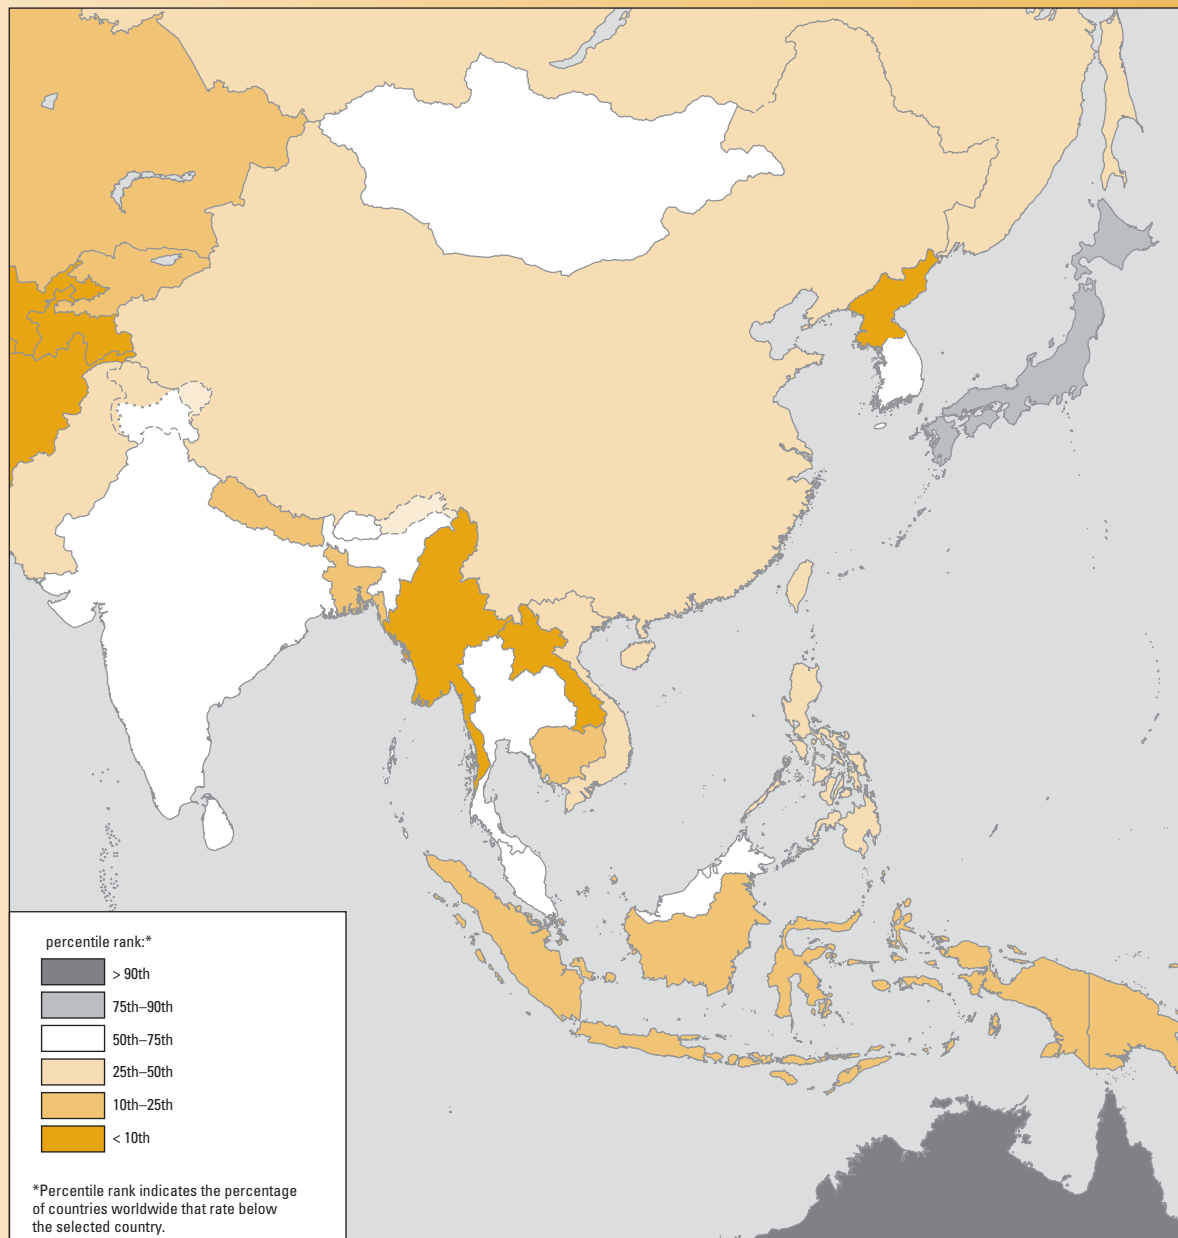 percentile rank:*
> 90th
75th–90th
50th–75th
25th–50th
10th–25th
< 10th
*Percentile rank indicates the percentage
of countries worldwide that rate below
the selected country.